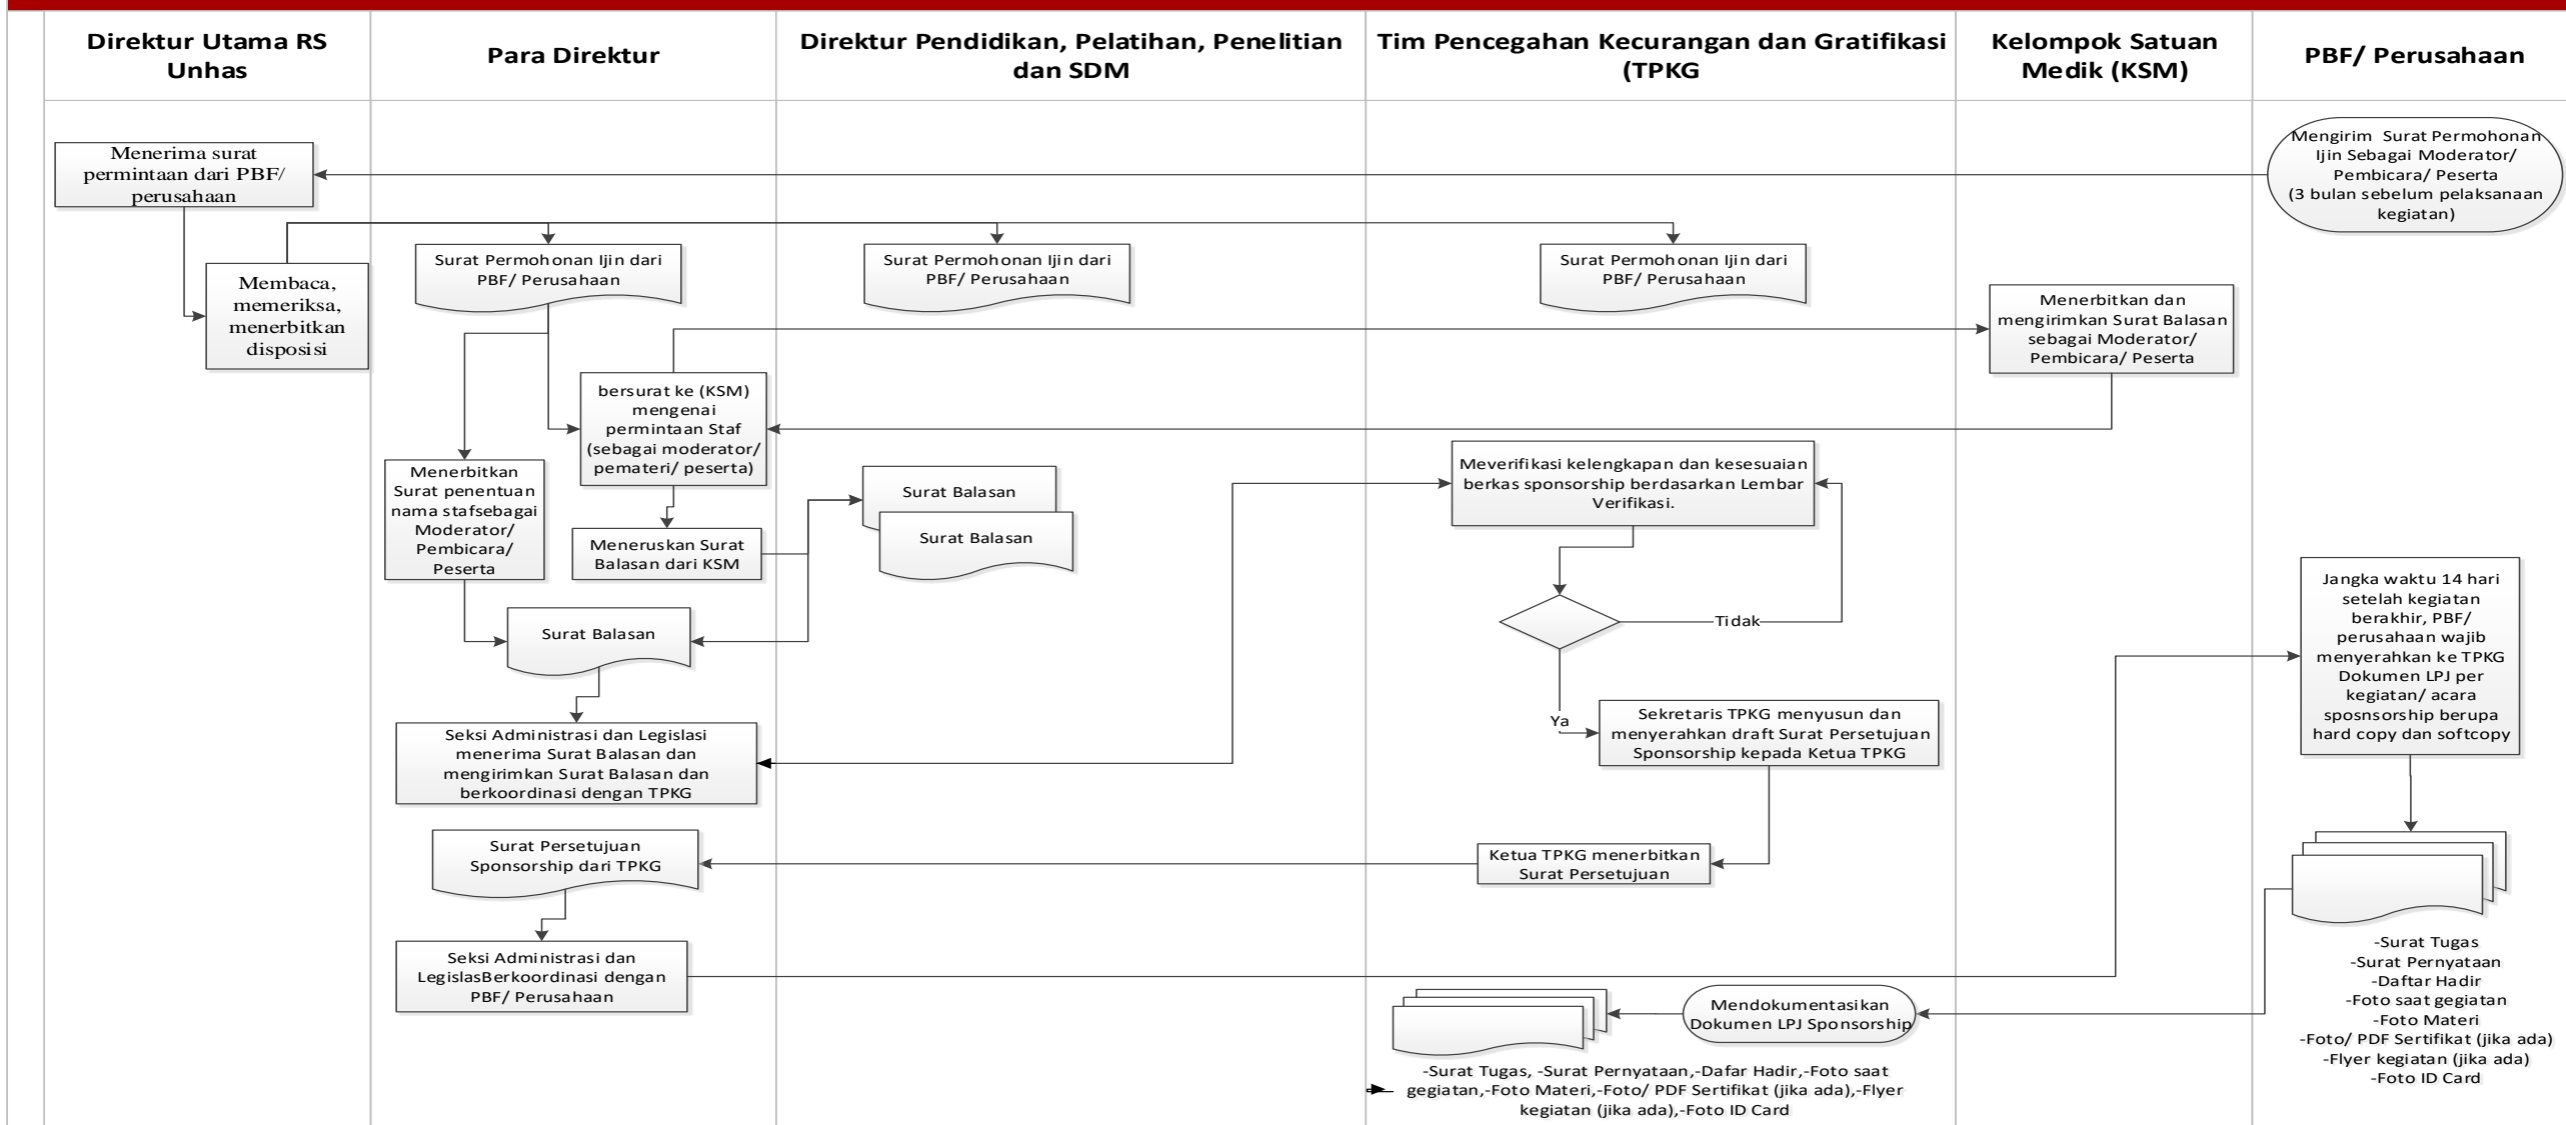 Direktur Utama RS
Unhas
Para Direktur
Direktur Pendidikan, Pelatihan, Penelitian
dan SDM
Tim Pencegahan Kecurangan dan Gratifikasi
(TPKG
Kelompok Satuan
Medik (KSM)
PBF/ Perusahaan
Menerima surat
permintaan dari PBF/
perusahaan
Mengirim Surat Permohonan
Ijin Sebagai Moderator/
Pembicara/ Peserta
(3 bulan sebelum pelaksanaan
kegiatan)
Membaca,
memeriksa,
menerbitkan
disposisi
Surat Permohonan Ijin dari
PBF/ Perusahaan
Surat Permohonan Ijin dari
PBF/ Perusahaan
Surat Permohonan Ijin dari
PBF/ Perusahaan
Menerbitkan dan
mengirimkan Surat Balasan
sebagai Moderator/
Pembicara/ Peserta
bersurat ke (KSM)
mengenai
permintaan Staf
(sebagai moderator/
pemateri/ peserta)
Menerbitkan
Surat penentuan
nama stafsebagai
Moderator/
Pembicara/
Peserta
Meneruskan Surat
Balasan dari KSM
Surat Balasan
Surat Balasan
Meverifikasi kelengkapan dan kesesuaian
berkas sponsorship berdasarkan Lembar
Verifikasi.
Tidak
Ya
Surat Balasan
Jangka waktu 14 hari
setelah kegiatan
berakhir, PBF/
perusahaan wajib
menyerahkan ke TPKG
Dokumen LPJ per
kegiatan/ acara
sposnsorship berupa
hard copy dan softcopy
Seksi Administrasi dan Legislasi
menerima Surat Balasan dan
mengirimkan Surat Balasan dan
berkoordinasi dengan TPKG
Sekretaris TPKG menyusun dan
menyerahkan draft Surat Persetujuan
Sponsorship kepada Ketua TPKG
Surat Persetujuan
Sponsorship dari TPKG
Ketua TPKG menerbitkan
Surat Persetujuan
Seksi Administrasi dan
LegislasBerkoordinasi dengan
PBF/ Perusahaan
-Surat Tugas
-Surat Pernyataan
-Daftar Hadir
-Foto saat gegiatan
-Foto Materi
-Foto/ PDF Sertifikat (jika ada)
-Flyer kegiatan (jika ada)
-Foto ID Card
Mendokumentasikan
Dokumen LPJ Sponsorship
-Surat Tugas, -Surat Pernyataan,-Dafar Hadir,-Foto saat
gegiatan,-Foto Materi,-Foto/ PDF Sertifikat (jika ada),-Flyer
kegiatan (jika ada),-Foto ID Card